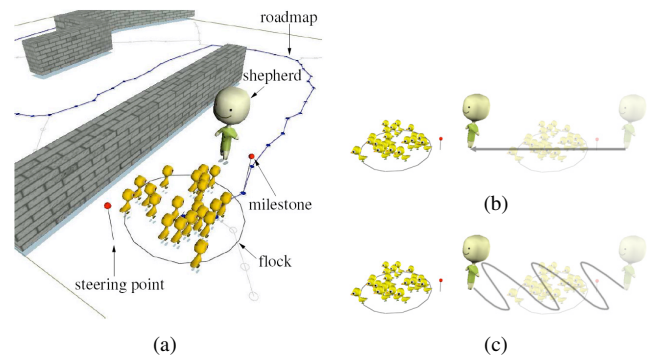 roadmap
shepherd
milestone
flock
steering point
(a)
(b)
(c)